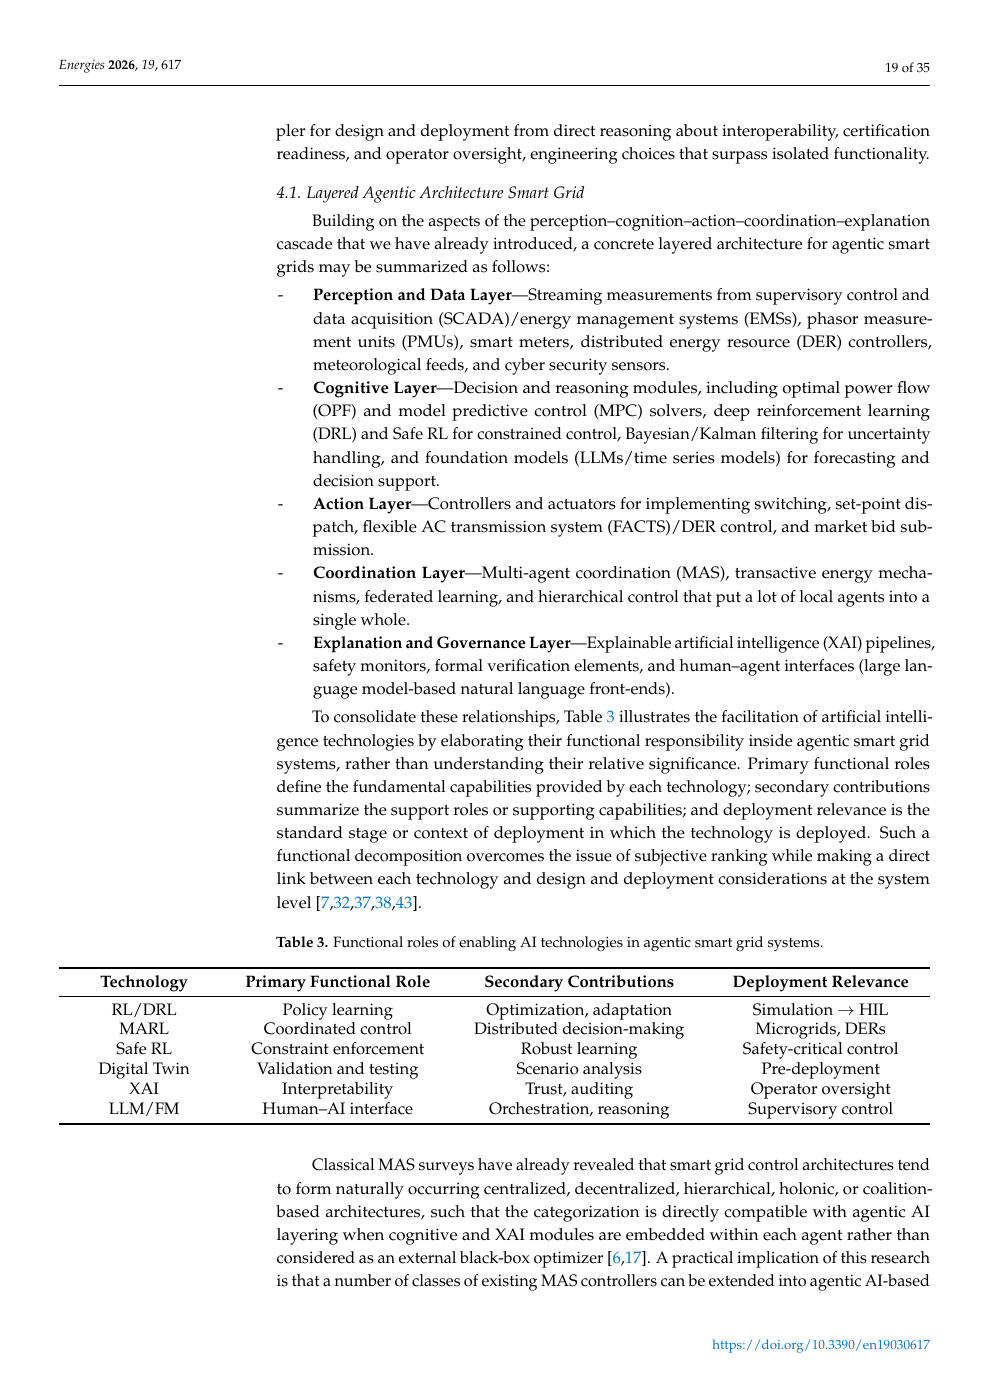 Energies 2026, 19, 617
19 of 35
pler for design and deployment from direct reasoning about interoperability, certification
readiness, and operator oversight, engineering choices that surpass isolated functionality.
4.1. Layered Agentic Architecture Smart Grid
Building on the aspects of the perception–cognition–action–coordination–explanation
cascade that we have already introduced, a concrete layered architecture for agentic smart
grids may be summarized as follows:
- Perception and Data Layer—Streaming measurements from supervisory control and
data acquisition (SCADA)/energy management systems (EMSs), phasor measure-
ment units (PMUs), smart meters, distributed energy resource (DER) controllers,
meteorological feeds, and cyber security sensors.
- Cognitive Layer—Decision and reasoning modules, including optimal power flow
(OPF) and model predictive control (MPC) solvers, deep reinforcement learning
(DRL) and Safe RL for constrained control, Bayesian/Kalman filtering for uncertainty
handling, and foundation models (LLMs/time series models) for forecasting and
decision support.
- Action Layer—Controllers and actuators for implementing switching, set-point dis-
patch, flexible AC transmission system (FACTS)/DER control, and market bid sub-
mission.
- Coordination Layer—Multi-agent coordination (MAS), transactive energy mecha-
nisms, federated learning, and hierarchical control that put a lot of local agents into a
single whole.
- Explanation and Governance Layer—Explainable artificial intelligence (XAI) pipelines,
safety monitors, formal verification elements, and human–agent interfaces (large lan-
guage model-based natural language front-ends).
To consolidate these relationships, Table 3 illustrates the facilitation of artificial intelli-
gence technologies by elaborating their functional responsibility inside agentic smart grid
systems, rather than understanding their relative significance. Primary functional roles
define the fundamental capabilities provided by each technology; secondary contributions
summarize the support roles or supporting capabilities; and deployment relevance is the
standard stage or context of deployment in which the technology is deployed. Such a
functional decomposition overcomes the issue of subjective ranking while making a direct
link between each technology and design and deployment considerations at the system
level [7,32,37,38,43].
Table 3. Functional roles of enabling AI technologies in agentic smart grid systems.
Technology Primary Functional Role Secondary Contributions Deployment Relevance
RL/DRL Policy learning Optimization, adaptation Simulation → HIL
MARL Coordinated control Distributed decision-making Microgrids, DERs
Safe RL Constraint enforcement Robust learning Safety-critical control
Digital Twin Validation and testing Scenario analysis Pre-deployment
XAI Interpretability Trust, auditing Operator oversight
LLM/FM Human–AI interface Orchestration, reasoning Supervisory control
Classical MAS surveys have already revealed that smart grid control architectures tend
to form naturally occurring centralized, decentralized, hierarchical, holonic, or coalition-
based architectures, such that the categorization is directly compatible with agentic AI
layering when cognitive and XAI modules are embedded within each agent rather than
considered as an external black-box optimizer [6,17]. A practical implication of this research
is that a number of classes of existing MAS controllers can be extended into agentic AI-based
https://doi.org/10.3390/en19030617